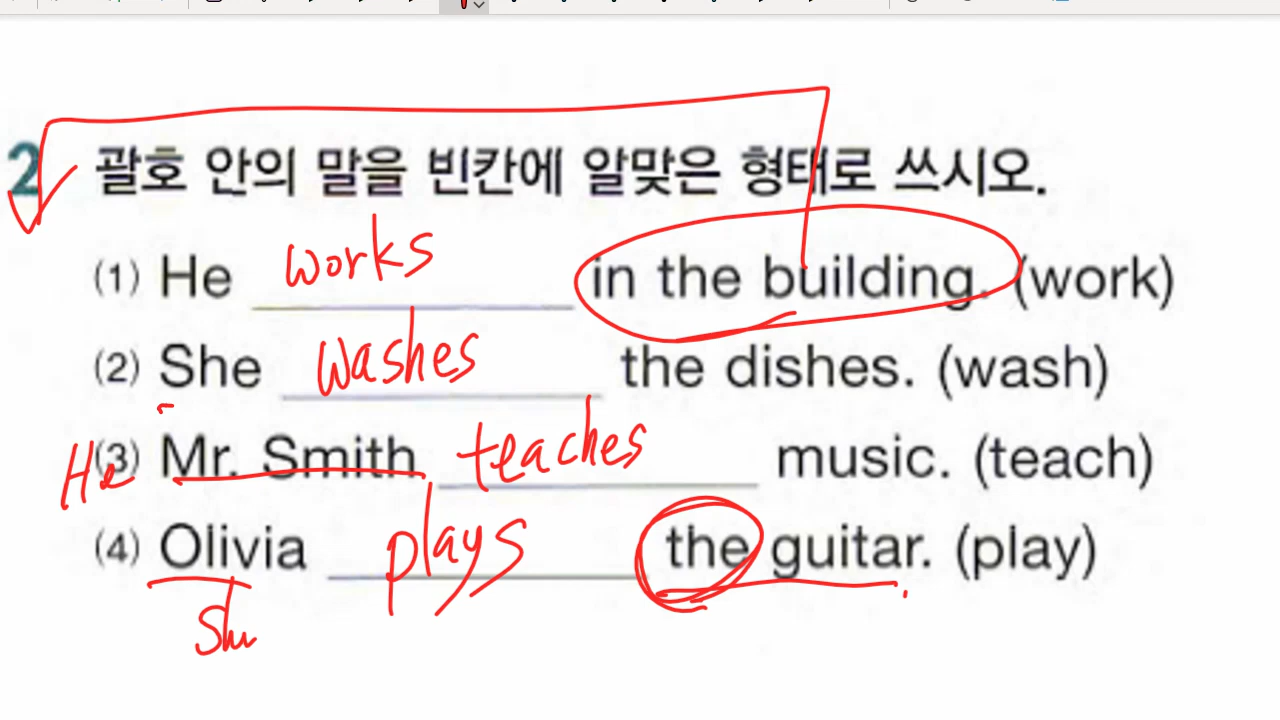 2 괄호 안의 말을 빈칸에 알맞은 형태로 쓰시오.
(1) He works in the building. (work)
(2) She washes the dishes. (wash)
He (3) Mr. Smith teaches music. (teach)
(4) Olivia plays the guitar. (play)
She